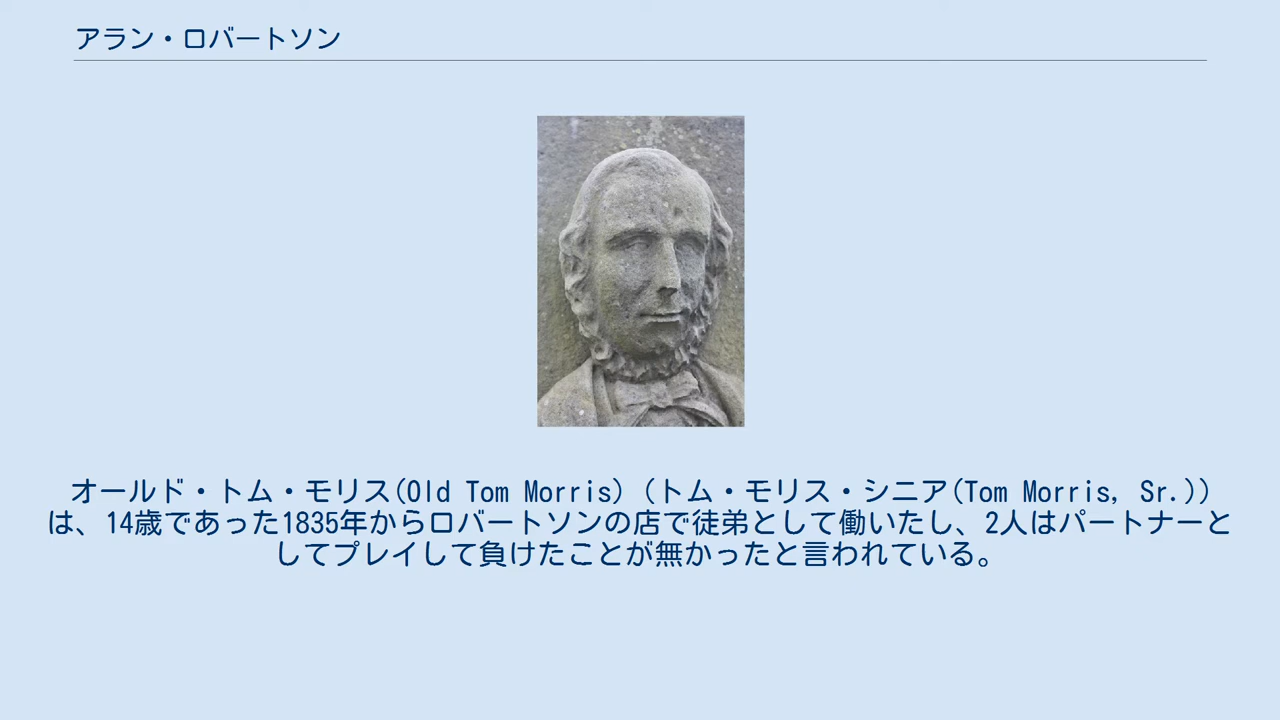 アラン・ロバートソン
オールド・トム・モリス(Old Tom Morris) (トム・モリス・シニア(Tom Morris, Sr.))
は、14歳であった1835年からロバートソンの店で徒弟として働いたし、2人はパートナーと
してプレイして負けたことが無かったと言われている。